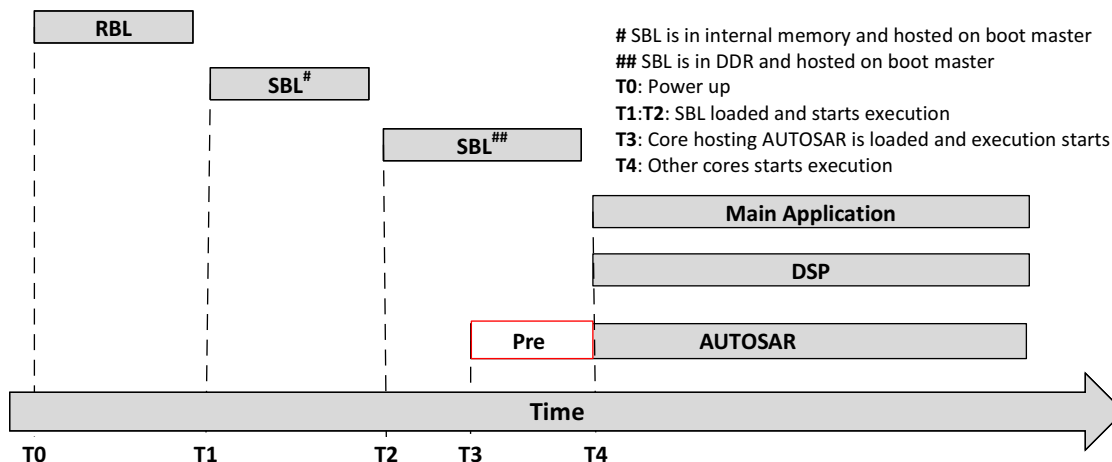 RBL
# SBL is in internal memory and hosted on boot master
## SBL is in DDR and hosted on boot master
T0: Power up
T1:T2: SBL loaded and starts execution
T3: Core hosting AUTOSAR is loaded and execution starts
T4: Other cores starts execution
SBL#
SBL##
Main Application
DSP
Pre
AUTOSAR
Time
T0 T1 T2 T3 T4